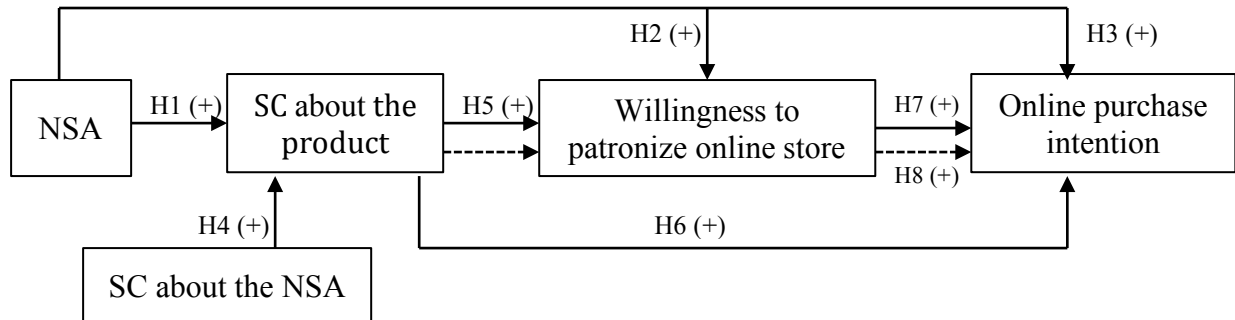 H2 (+)
H3 (+)
NSA
H1 (+)
SC about the
product
H5 (+)
Willingness to
patronize online store
H7 (+)
H8 (+)
Online purchase
intention
H4 (+)
H6 (+)
SC about the NSA